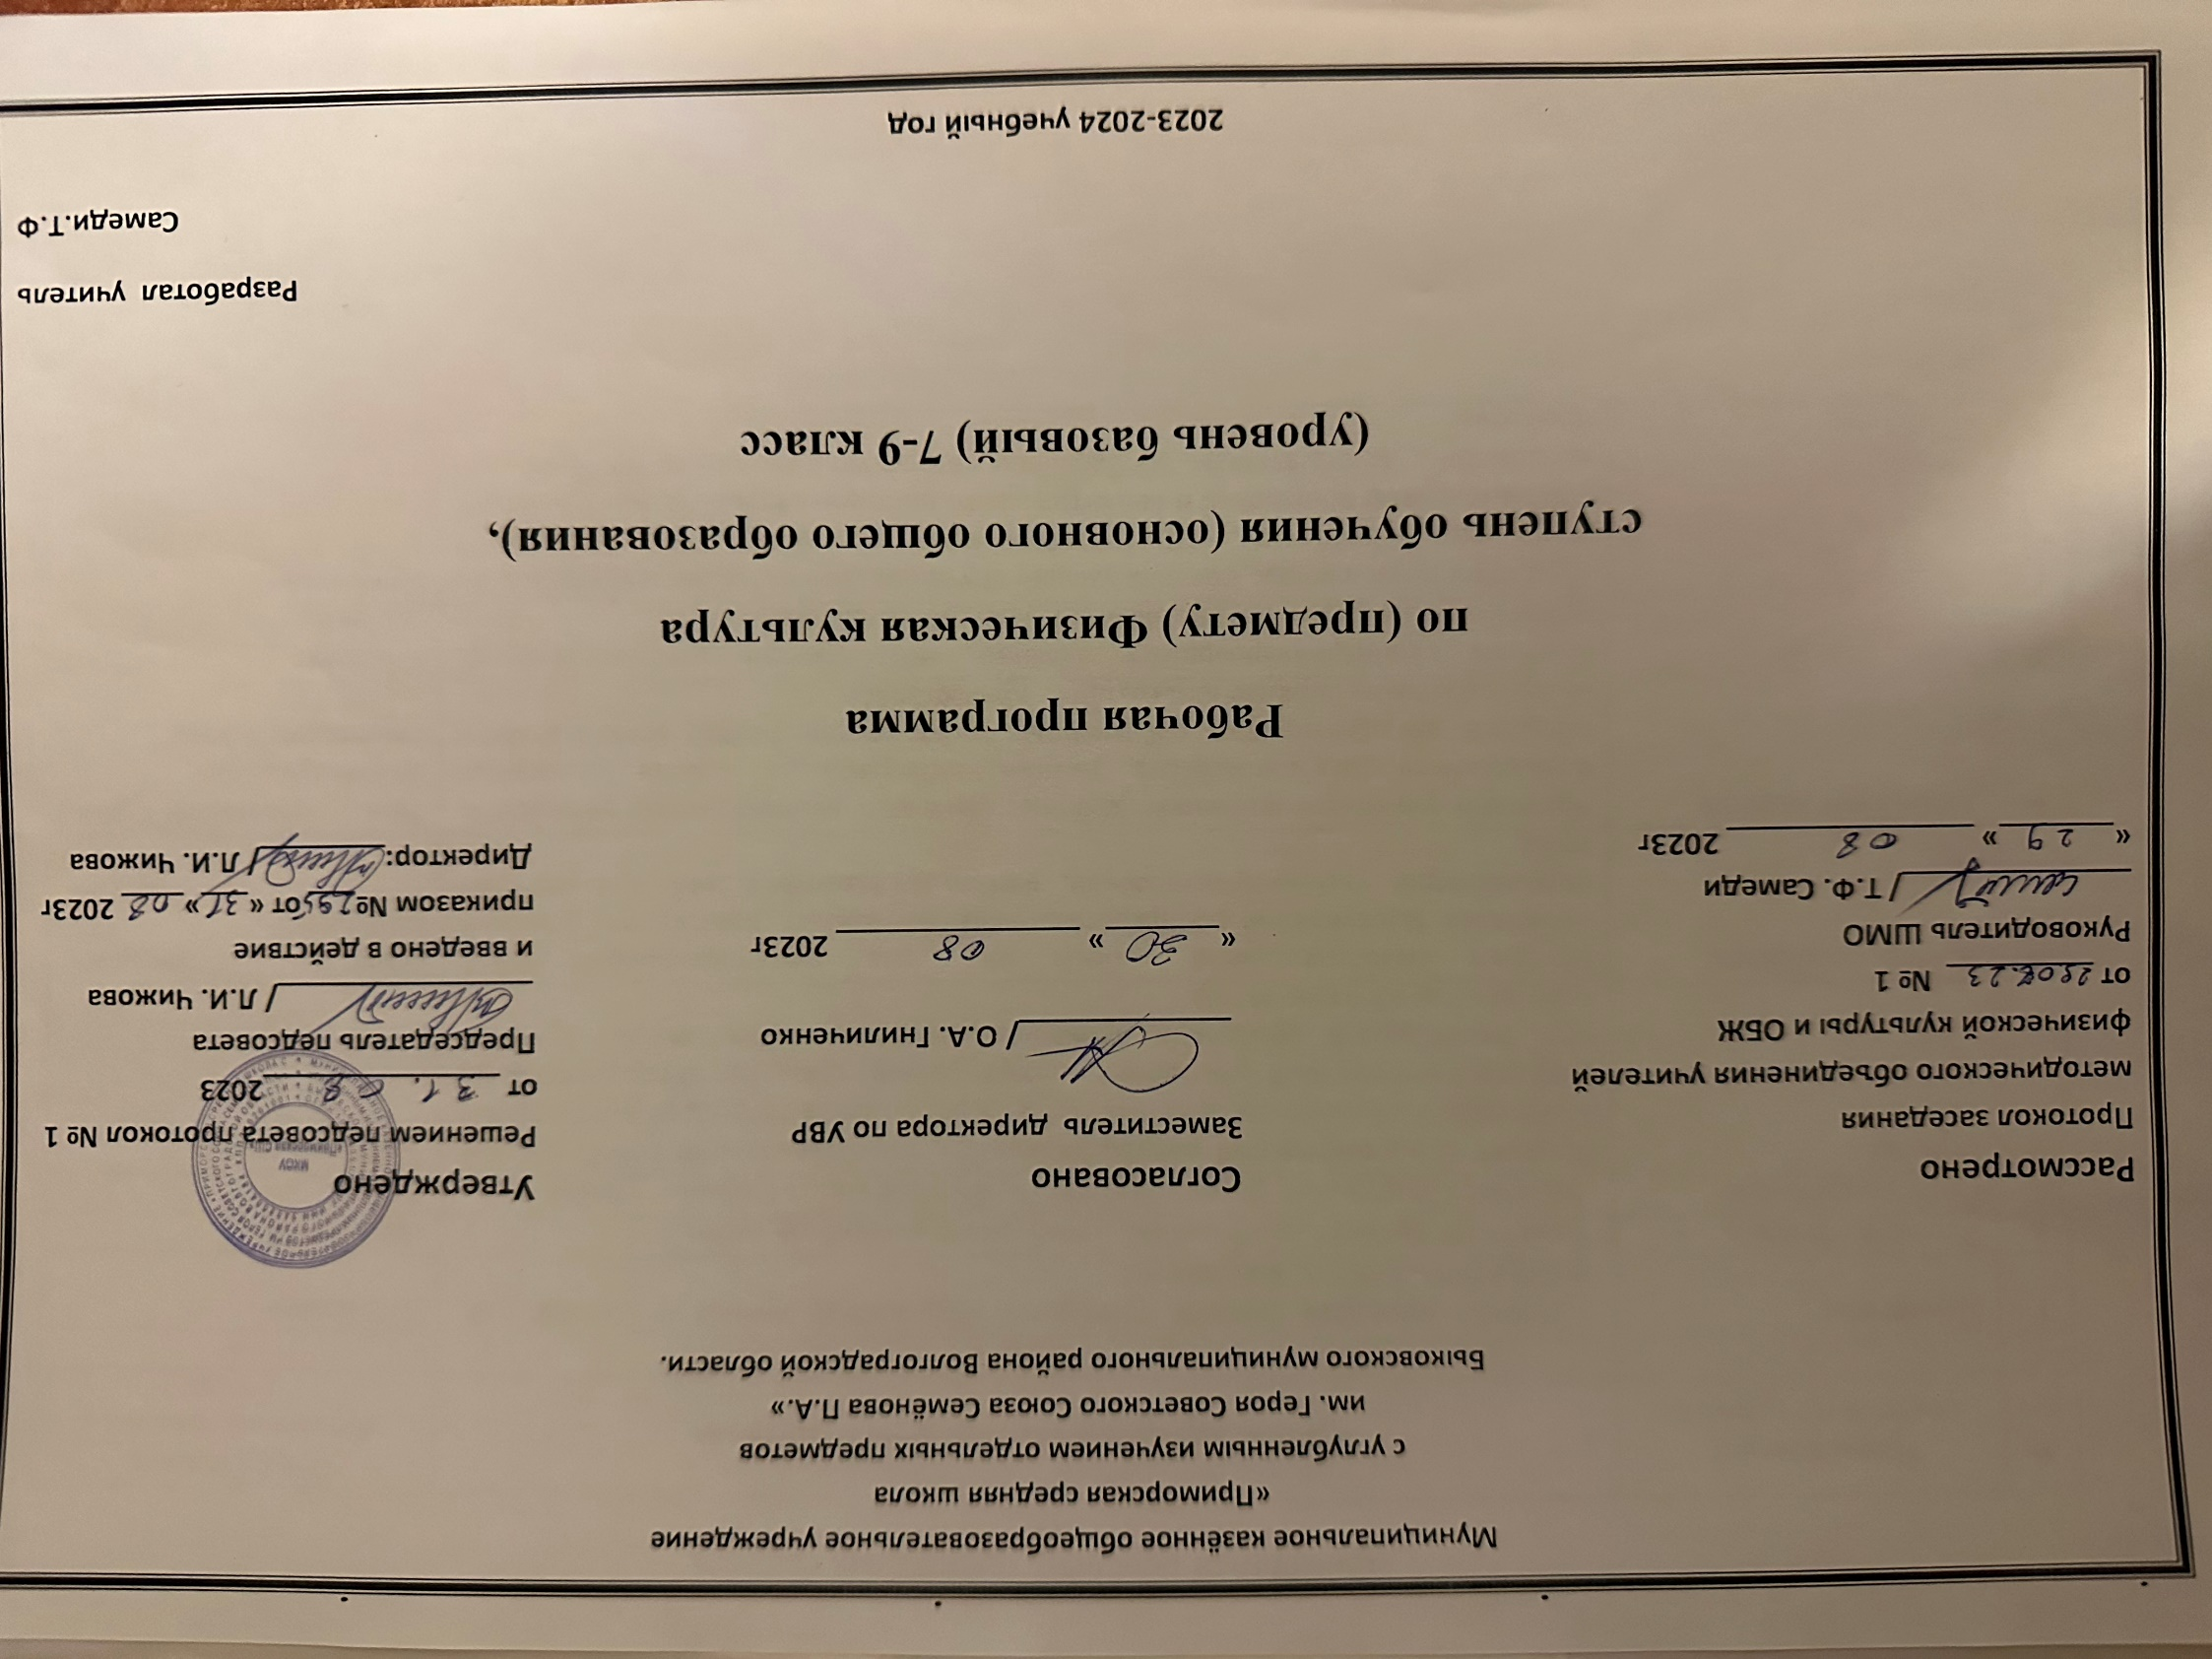 Муниципальное казённое общеобразовательное учреждение
«Приморская средняя школа
с углубленным изучением отдельных предметов
им. Героя Советского Союза Семёнова П.А.»
Быковского муниципального района Волгоградской области.
Рассмотрено
Протокол заседания
методического объединения учителей
физической культуры и ОБЖ
от 29.08.23 № 1
Руководитель ШМО
/Т.Ф. Самеди
« 29 » 08 2023г
Согласовано
Заместитель директора по УВР
/ О.А. Гниличенко
« 30 » 08 2023г
Утверждено
Решением педсовета протокол № 1
от 31. 08 2023
Председатель педсовета
/ Л.И. Чижова
и введено в действие
приказом № 295 от « 31 » 08 2023г
Директор: / Л.И. Чижова
МКОУ
«Приморская СШ»
Рабочая программа
по (предмету) Физическая культура
ступень обучения (основного общего образования),
(уровень базовый) 7-9 класс
Разработал учитель
Самеди.Т.Ф
2023-2024 учебный год